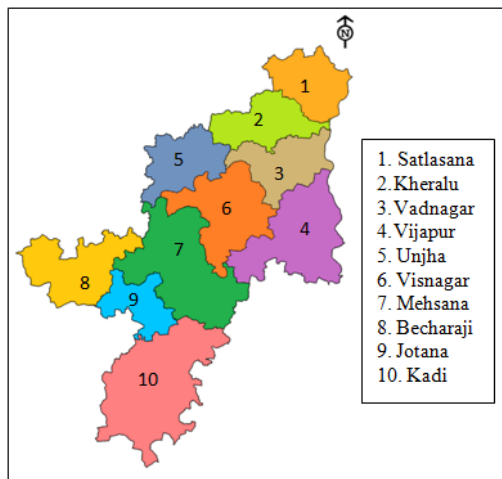 N
1
2
3
4
5
6
7
8
9
10
1. Satlasana
2.Kheralu
3.Vadnagar
4.Vijapur
5. Unjha
6. Visnagar
7. Mehsana
8. Becharaji
9. Jotana
10. Kadi